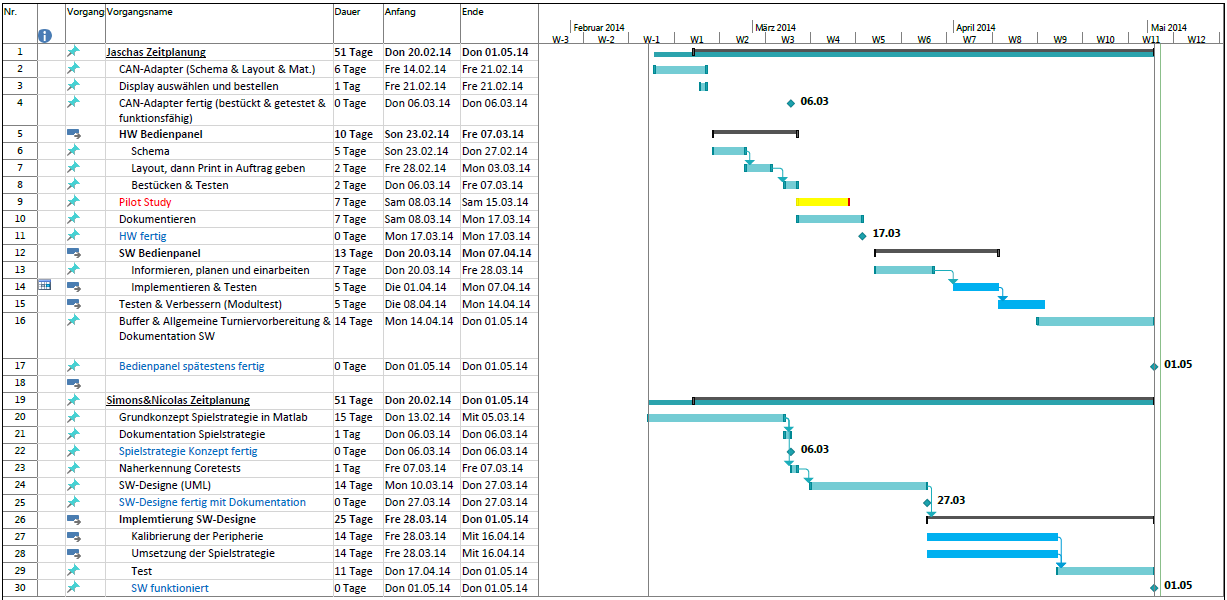 Nr. Vorgang Vorgangsname Dauer Anfang Ende
Februar 2014 März 2014 April 2014 Mai 2014
W-3 W-2 W-1 W1 W2 W3 W4 W5 W6 W7 W8 W9 W10 W11 W12
1 Jaschas Zeitplanung 51 Tage Don 20.02.14 Don 01.05.14
2 CAN-Adapter (Schema & Layout & Mat.) 6 Tage Fre 14.02.14 Fre 21.02.14
3 Display auswählen und bestellen 1 Tag Fre 21.02.14 Fre 21.02.14
4 CAN-Adapter fertig (bestückt & getestet & 0 Tage Don 06.03.14 Don 06.03.14 06.03
funktionsfähig)
5 HW Bedienpanel 10 Tage Son 23.02.14 Fre 07.03.14
6 Schema 5 Tage Son 23.02.14 Don 27.02.14
7 Layout, dann Print in Auftrag geben 2 Tage Fre 28.02.14 Mon 03.03.14
8 Bestücken & Testen 2 Tage Don 06.03.14 Fre 07.03.14
9 Pilot Study 7 Tage Sam 08.03.14 Sam 15.03.14
10 Dokumentieren 7 Tage Sam 08.03.14 Mon 17.03.14
11 HW fertig 0 Tage Mon 17.03.14 Mon 17.03.14 17.03
12 SW Bedienpanel 13 Tage Don 20.03.14 Mon 07.04.14
13 Informieren, planen und einarbeiten 7 Tage Don 20.03.14 Fre 28.03.14
14 Implementieren & Testen 5 Tage Die 01.04.14 Mon 07.04.14
15 Testen & Verbessern (Modultest) 5 Tage Die 08.04.14 Mon 14.04.14
16 Buffer & Allgemeine Turniervorbereitung & 14 Tage Mon 14.04.14 Don 01.05.14
Dokumentation SW
17 Bedienpanel spätestens fertig 0 Tage Don 01.05.14 Don 01.05.14 01.05
18
19 Simons&Nicolas Zeitplanung 51 Tage Don 20.02.14 Don 01.05.14
20 Grundkonzept Spielstrategie in Matlab 15 Tage Don 13.02.14 Mit 05.03.14
21 Dokumentation Spielstrategie 1 Tag Don 06.03.14 Don 06.03.14
22 Spielstrategie Konzept fertig 0 Tage Don 06.03.14 Don 06.03.14 06.03
23 Naherkennung Coretests 1 Tag Fre 07.03.14 Fre 07.03.14
24 SW-Designe (UML) 14 Tage Mon 10.03.14 Don 27.03.14
25 SW-Designe fertig mit Dokumentation 0 Tage Don 27.03.14 Don 27.03.14 27.03
26 Implemtierung SW-Designe 25 Tage Fre 28.03.14 Don 01.05.14
27 Kalibrierung der Peripherie 14 Tage Fre 28.03.14 Mit 16.04.14
28 Umsetzung der Spielstrategie 14 Tage Fre 28.03.14 Mit 16.04.14
29 Test 11 Tage Don 17.04.14 Don 01.05.14
30 SW funktioniert 0 Tage Don 01.05.14 Don 01.05.14 01.05